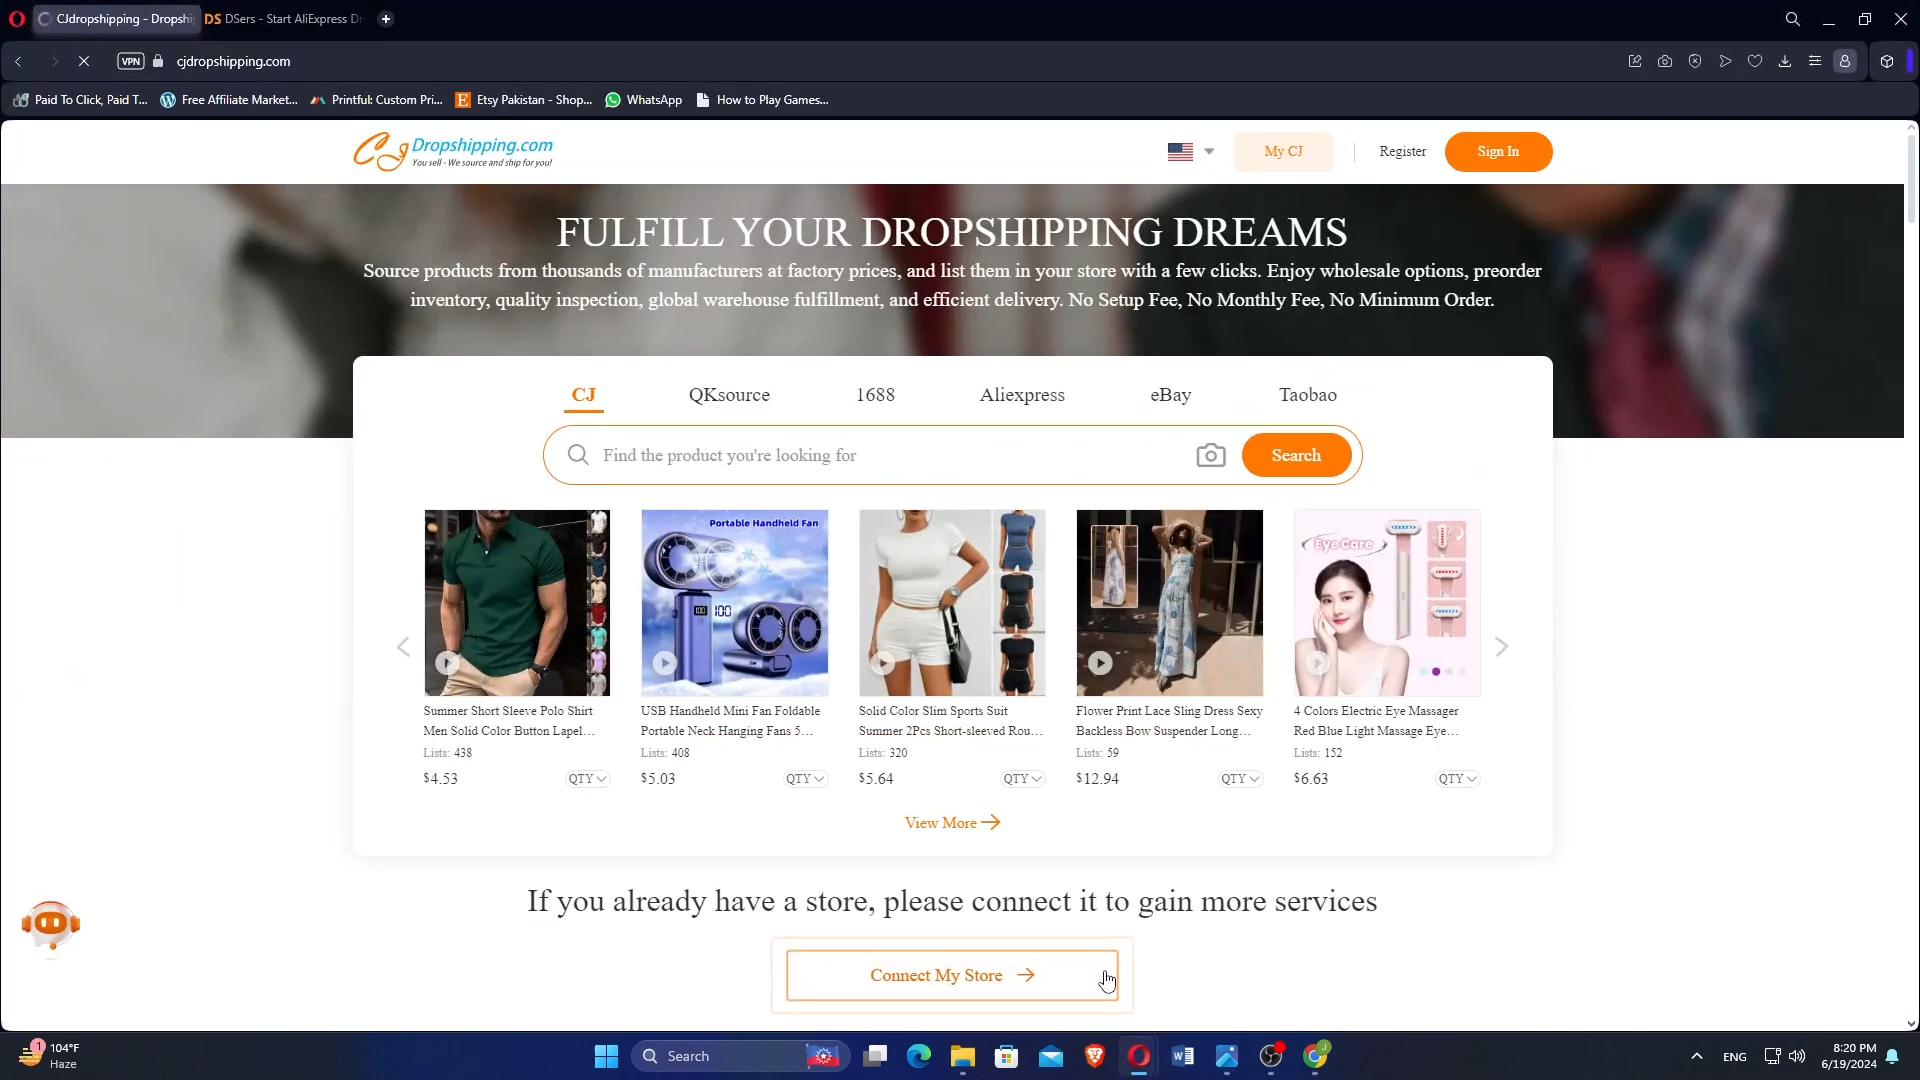 CJdropshipping - Dropshi
DS DSers - Start AliExpress D
VPN
cjdropshipping.com
Paid To Click, Paid T...
Free Affiliate Market...
Printful: Custom Pri...
Etsy Pakistan - Shop...
WhatsApp
How to Play Games...
CJ Dropshipping.com
You sell - We source and ship for you!
My CJ
Register
Sign In
FULFILL YOUR DROPSHIPPING DREAMS
Source products from thousands of manufacturers at factory prices, and list them in your store with a few clicks. Enjoy wholesale options, preorder
inventory, quality inspection, global warehouse fulfillment, and efficient delivery. No Setup Fee, No Monthly Fee, No Minimum Order.
CJ
QKsource
1688
Aliexpress
eBay
Taobao
Find the product you're looking for
Search
Portable Handheld Fan
100
100
Eye Care
Summer Short Sleeve Polo Shirt
Men Solid Color Button Lapel...
Lists: 438
$4.53
QTY
USB Handheld Mini Fan Foldable
Portable Neck Hanging Fans 5...
Lists: 408
$5.03
QTY
Solid Color Slim Sports Suit
Summer 2Pcs Short-sleeved Rou...
Lists: 320
$5.64
QTY
Flower Print Lace Sling Dress Sexy
Backless Bow Suspender Long...
Lists: 59
$12.94
QTY
4 Colors Electric Eye Massager
Red Blue Light Massage Eye...
Lists: 152
$6.63
QTY
View More
If you already have a store, please connect it to gain more services
Connect My Store
1
104°F
Haze
Search
J
ENG
8:20 PM
6/19/2024